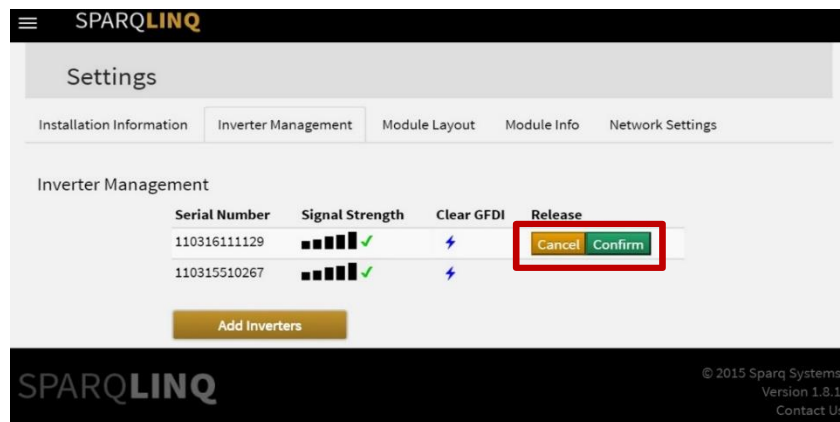 SPARQLINQ
Settings
Installation Information Inverter Management Module Layout Module Info Network Settings
Inverter Management
Serial Number Signal Strength Clear GFDI Release
110316111129 Cancel Confirm
110315510267
Add Inverters
SPARQLINQ
© 2015 Sparq Systems
Version 1.8.1
Contact Us